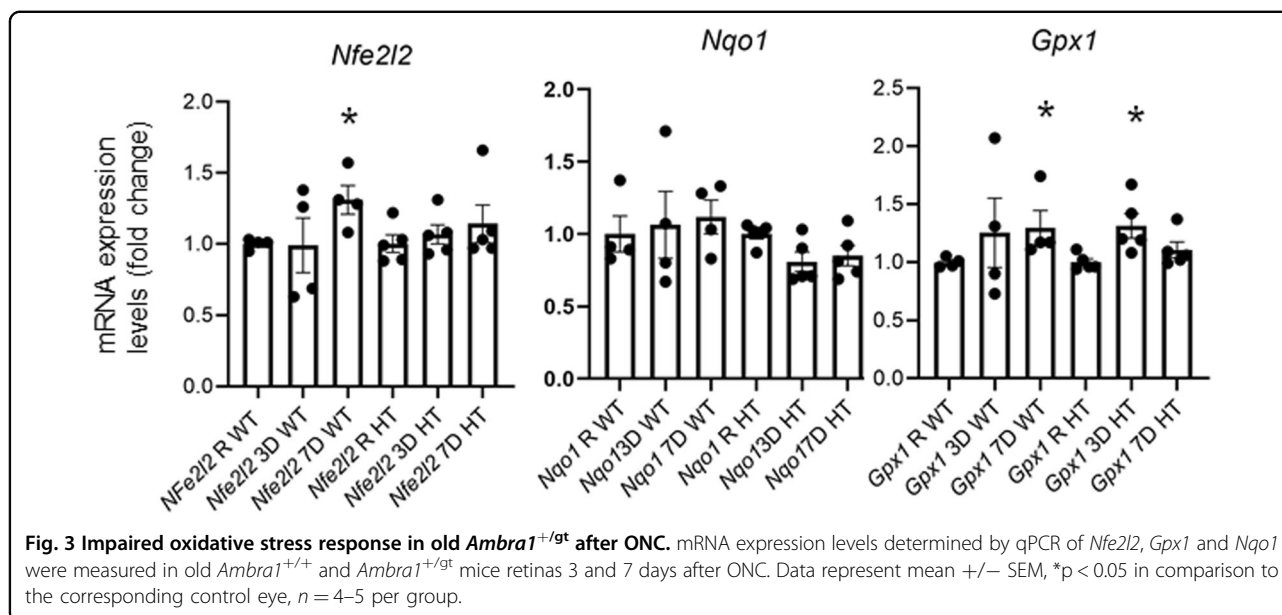 Nfe2l2
Nqo1
Gpx1
mRNA expression
levels (fold change)
2.0
1.5
1.0
0.5
0.0
*
NFe2l2 R WT
Nfe2l2 3D WT
Nfe2l2 7D WT
Nfe2l2 R HT
Nfe2l2 3D HT
Nfe2l2 7D HT
2.0
1.5
1.0
0.5
0.0
Nqo1 R WT
Nqo13D WT
Nqo1 7D WT
Nqo1 R HT
Nqo13D HT
Nqo17D HT
2.5
2.0
1.5
1.0
0.5
0.0
*
*
Gpx1 R WT
Gpx1 3D WT
Gpx1 7D WT
Gpx1 R HT
Gpx1 3D HT
Gpx1 7D HT
Fig. 3 Impaired oxidative stress response in old Ambra1+/gt after ONC. mRNA expression levels determined by qPCR of Nfe2l2, Gpx1 and Nqo1
were measured in old Ambra1+/+ and Ambra1+/gt mice retinas 3 and 7 days after ONC. Data represent mean +/− SEM, *p < 0.05 in comparison to
the corresponding control eye, n = 4–5 per group.